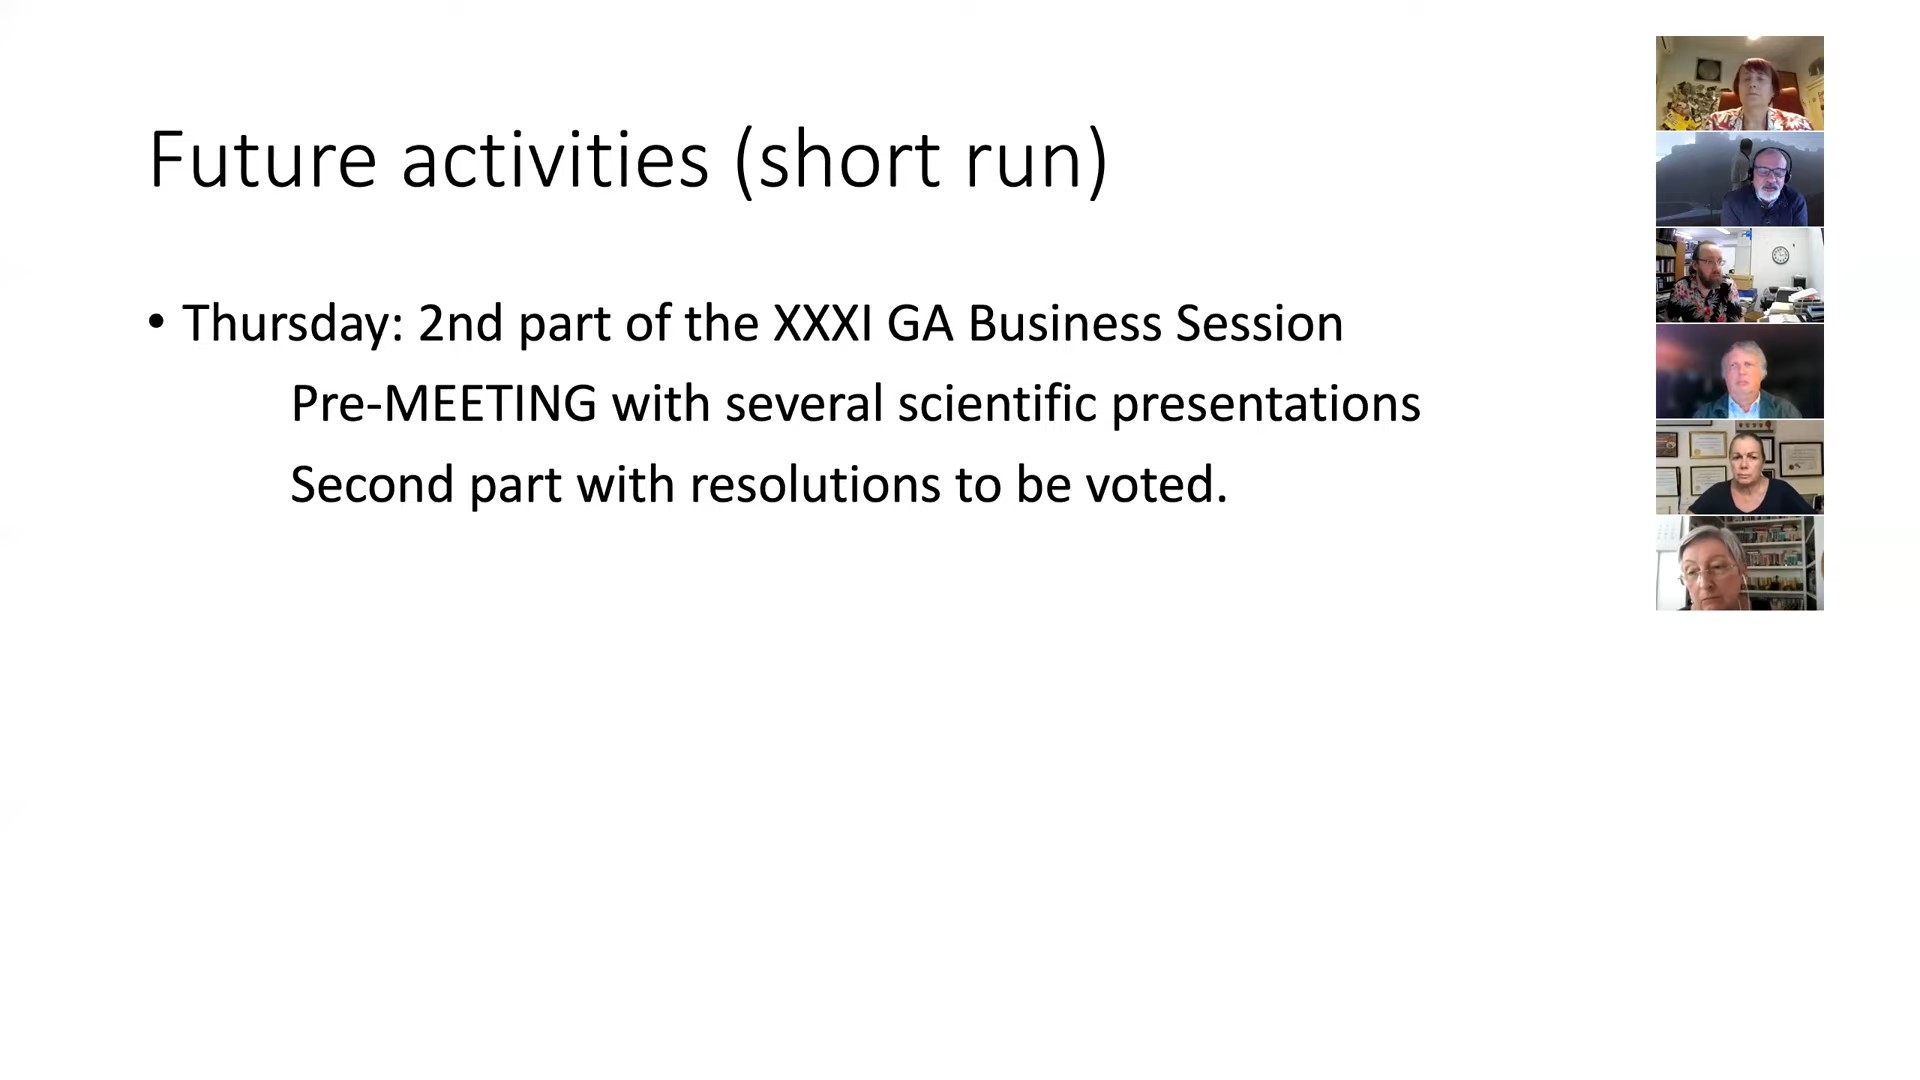 Future activities (short run)
• Thursday: 2nd part of the XXXI GA Business Session
Pre-MEETING with several scientific presentations
Second part with resolutions to be voted.